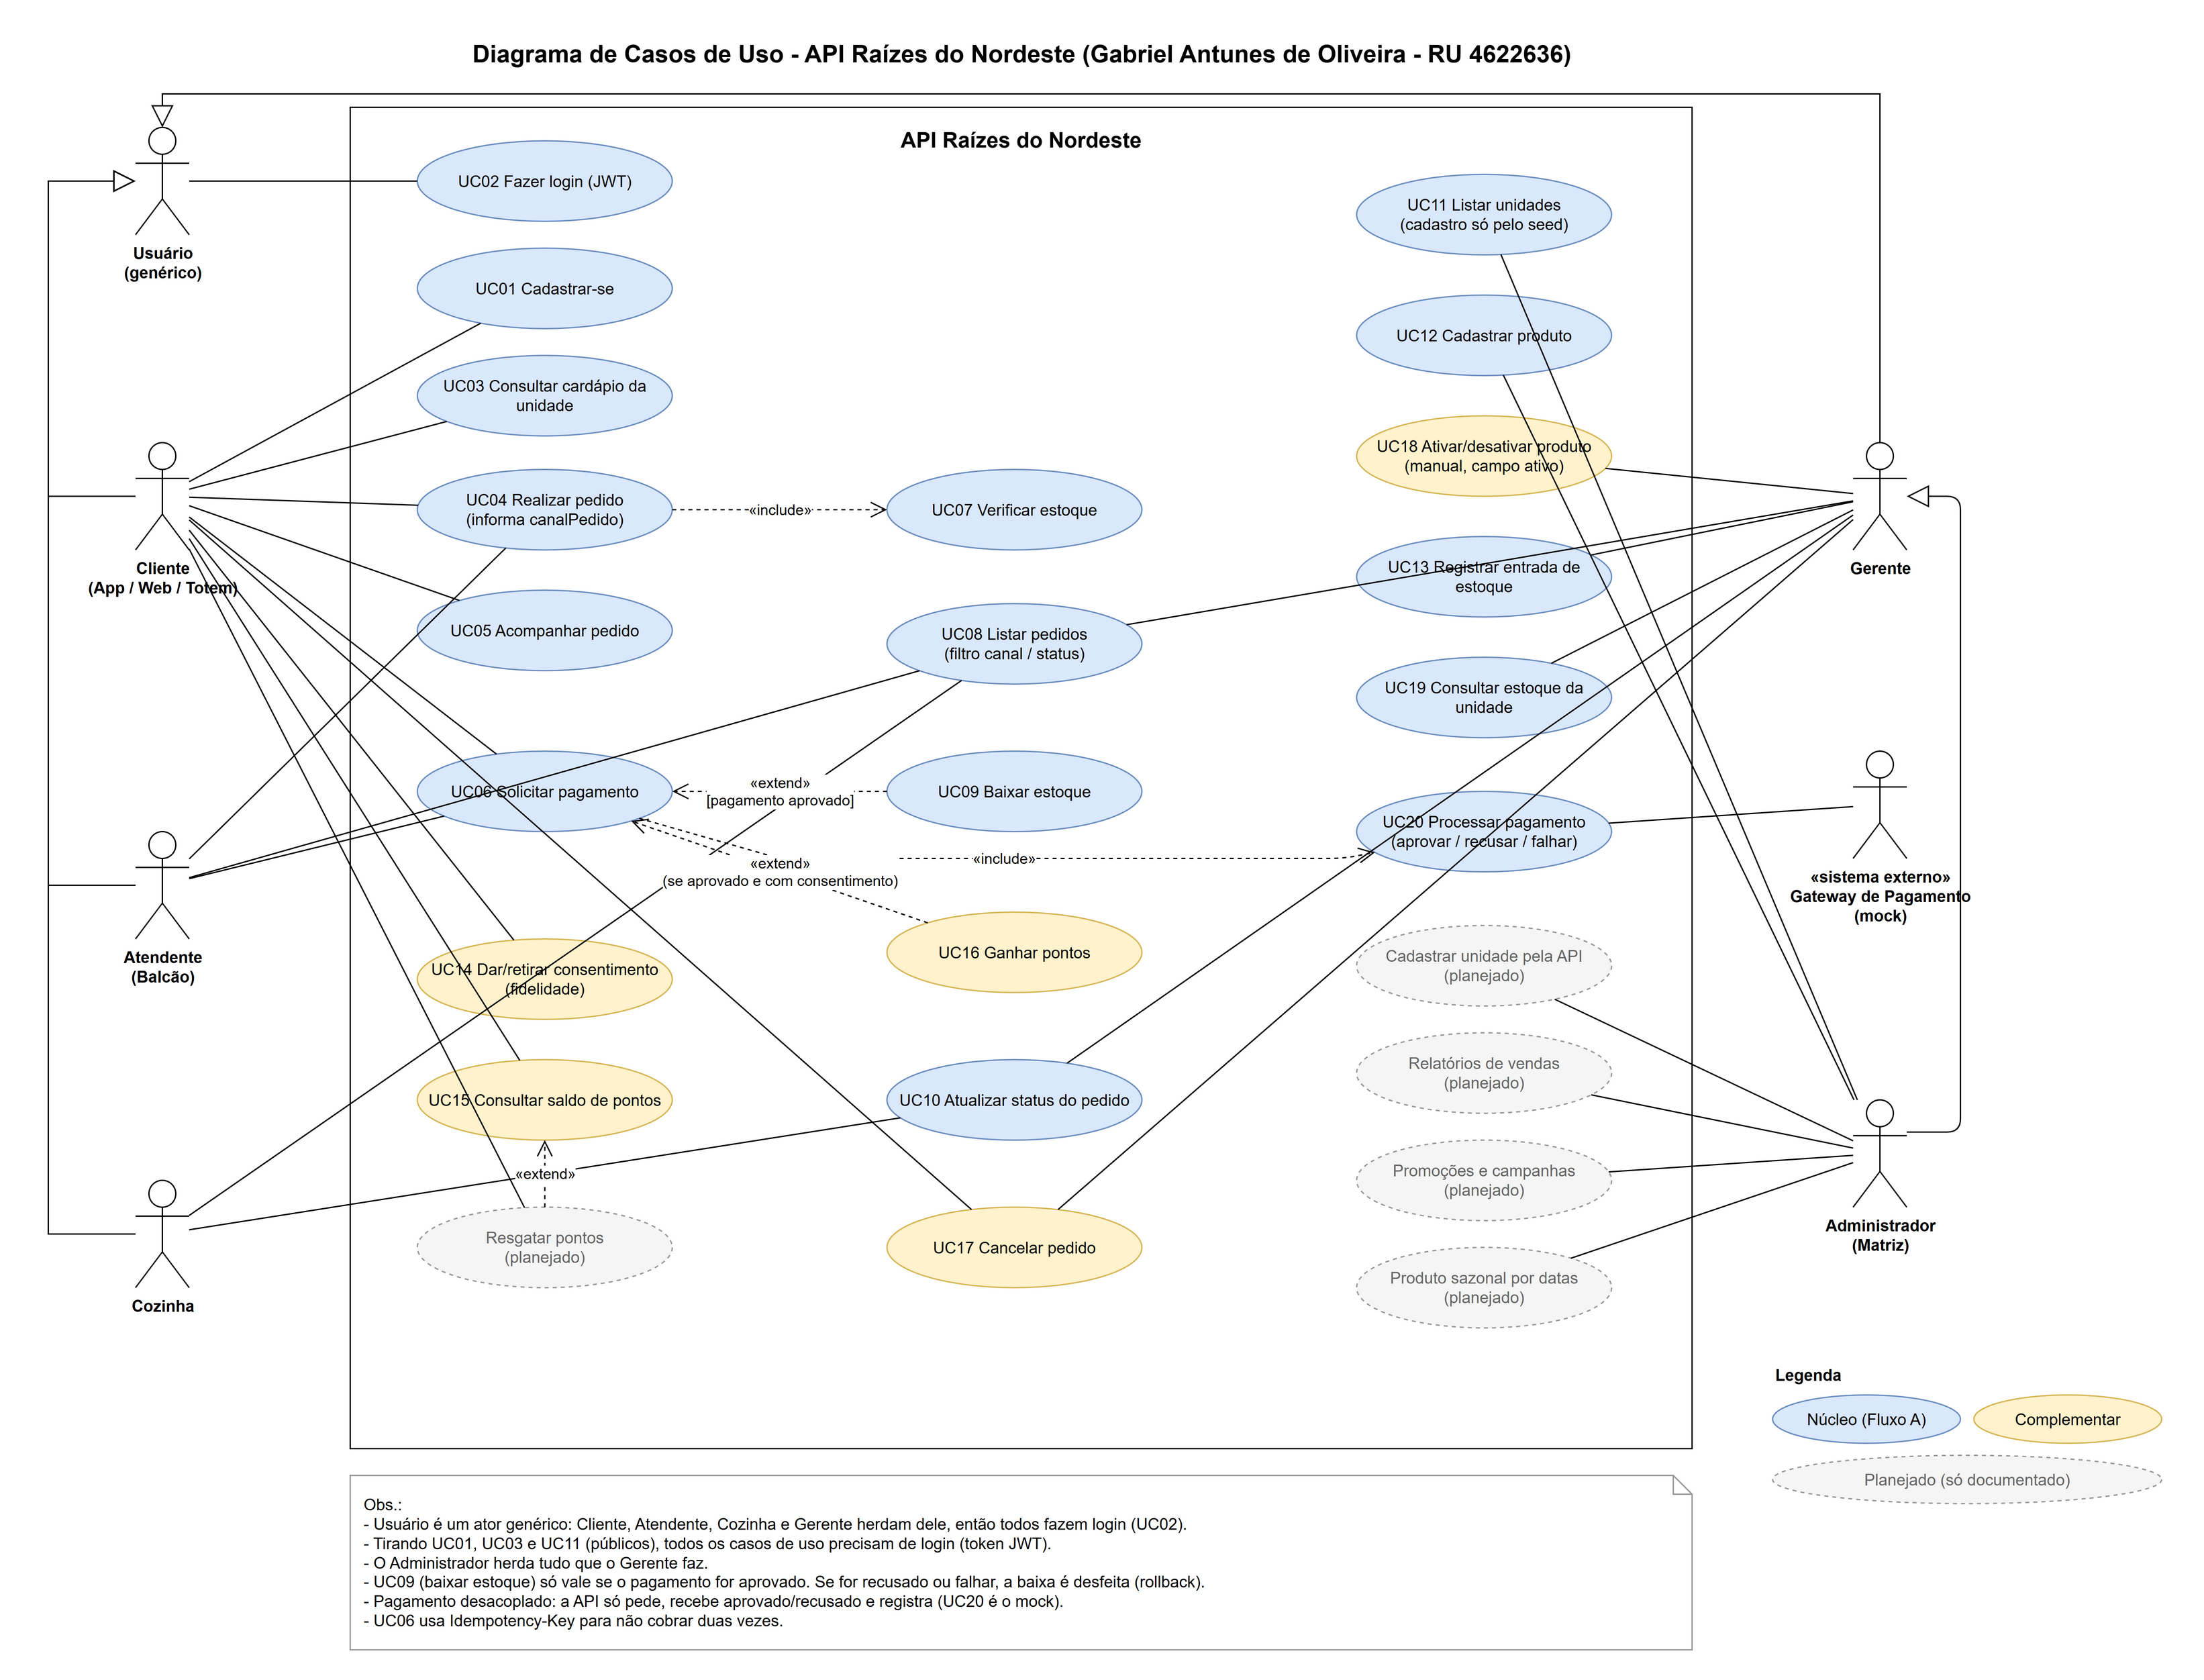 Diagrama de Casos de Uso - API Raízes do Nordeste (Gabriel Antunes de Oliveira - RU 4622636)
API Raízes do Nordeste
Usuário
(genérico)
Cliente
(App / Web / Totem)
Atendente
(Balcão)
Cozinha
UC02 Fazer login (JWT)
UC01 Cadastrar-se
UC03 Consultar cardápio da
unidade
UC04 Realizar pedido
(informa canalPedido)
UC05 Acompanhar pedido
UC06 Solicitar pagamento
UC14 Dar/retirar consentimento
(fidelidade)
UC15 Consultar saldo de pontos
«extend»
Resgatar pontos
(planejado)
«include»
«extend»
[pagamento aprovado]
«extend»
(se aprovado e com consentimento)
«include»
UC07 Verificar estoque
UC08 Listar pedidos
(filtro canal / status)
UC09 Baixar estoque
UC16 Ganhar pontos
UC10 Atualizar status do pedido
UC17 Cancelar pedido
UC11 Listar unidades
(cadastro só pelo seed)
UC12 Cadastrar produto
UC18 Ativar/desativar produto
(manual, campo ativo)
UC13 Registrar entrada de
estoque
UC19 Consultar estoque da
unidade
UC20 Processar pagamento
(aprovar / recusar / falhar)
Cadastrar unidade pela API
(planejado)
Relatórios de vendas
(planejado)
Promoções e campanhas
(planejado)
Produto sazonal por datas
(planejado)
Gerente
«sistema externo»
Gateway de Pagamento
(mock)
Administrador
(Matriz)
Legenda
Núcleo (Fluxo A)
Complementar
Planejado (só documentado)
Obs.:
- Usuário é um ator genérico: Cliente, Atendente, Cozinha e Gerente herdam dele, então todos fazem login (UC02).
- Tirando UC01, UC03 e UC11 (públicos), todos os casos de uso precisam de login (token JWT).
- O Administrador herda tudo que o Gerente faz.
- UC09 (baixar estoque) só vale se o pagamento for aprovado. Se for recusado ou falhar, a baixa é desfeita (rollback).
- Pagamento desacoplado: a API só pede, recebe aprovado/recusado e registra (UC20 é o mock).
- UC06 usa Idempotency-Key para não cobrar duas vezes.